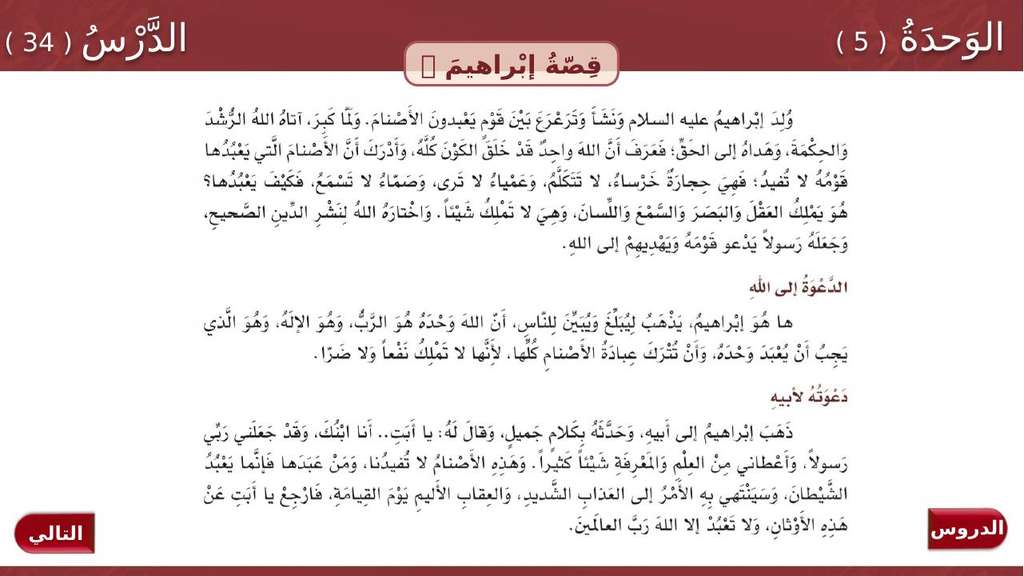 الوَحدَةُ ( 5 )
الدَّرْسُ ( 34 )
قِصّةُ إبْراهيمَ
وُلِدَ إبْراهيمُ عليه السلام وَنَشَأَ وَتَرَعْرَعَ بَيْنَ قَوْمٍ يَعْبدونَ الأَصْنامَ. وَلَمّا كَبِرَ، آتاهُ اللهُ الرُّشْدَ
وَالحِكْمَةَ، وَهَداهُ إلى الحَقِّ؛ فَعَرَفَ أَنَّ اللهَ واحِدٌ قَدْ خَلَقَ الكَوْنَ كُلَّهُ، وَأَدْرَكَ أَنَّ الأَصْنامَ الَّتي يَعْبُدُها
قَوْمُهُ لا تُفيدُ؛ فَهِيَ حِجارَةٌ خَرْساءُ، لا تَتَكَلَّمُ، وَعَمْياءُ لا تَرى، وَصَمّاءُ لا تَسْمَعُ، فَكَيْفَ يَعْبُدُها؟
هُوَ يَمْلِكُ العَقْلَ وَالبَصَرَ وَالسَّمْعَ وَاللِّسانَ، وَهِيَ لا تَمْلِكُ شَيْئاً. وَاخْتارَهُ اللهُ لِنَشْرِ الدِّينِ الصَّحيحِ،
وَجَعَلَهُ رَسولاً يَدْعو قَوْمَهُ وَيَهْدِيهِمْ إلى اللهِ.
الدَّعْوَةُ إلى اللهِ
ها هُوَ إبْراهيمُ، يَذْهَبُ لِيُبَلِّغَ وَيُبَيِّنَ لِلنّاسِ، أَنّ اللهَ وَحْدَهُ هُوَ الرَّبُّ، وَهُوَ الإلَهُ، وَهُوَ الَّذي
يَجِبُ أَنْ يُعْبَدَ وَحْدَهُ، وَأَنْ تُتْرَكَ عِبادَةُ الأَصْنامِ كُلِّها، لأَنَّها لا تَمْلِكُ نَفْعاً وَلا ضَرّا.
دَعْوَتُهُ لأبيهِ
ذَهَبَ إبْراهيمُ إلى أَبيهِ، وَحَدَّثَهُ بِكَلامٍ جَميلٍ، وَقالَ لَهُ: يا أَبَتِ.. أَنا ابْنُكَ، وَقَدْ جَعَلَني رَبِّي
رَسولاً، وَأَعْطاني مِنْ العِلْمِ وَالمَعْرِفَةِ شَيْئاً كَثيراً. وَهَذِهِ الأَصْنامُ لا تُفيدُنا، وَمَنْ عَبَدَها فَإنَّما يَعْبُدُ
الشَّيْطانَ، وَسَيَنْتَهي بِهِ الأَمْرُ إلى العَذابِ الشَّديدِ، وَالعِقابِ الأَليمِ يَوْمَ القِيامَةِ، فَارْجِعْ يا أَبَتِ عَنْ
هَذِهِ الأَوْثانِ، وَلا تَعْبُدْ إلا اللهَ رَبَّ العالَمينَ.
الدروس
التالي